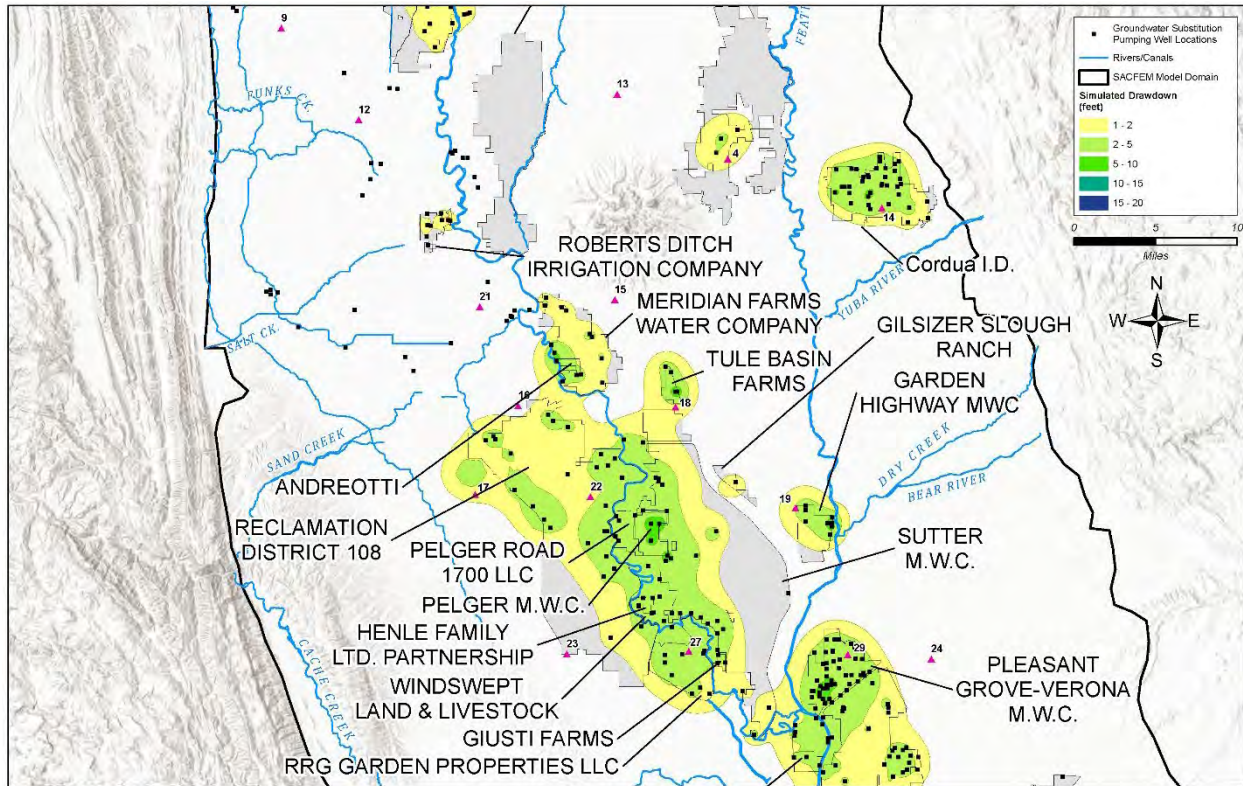 9
FEATH
Groundwater Substitution
Pumping Well Locations
Rivers/Canals
SACFEM Model Domain
Simulated Drawdown
(feet)
1 - 2
2 - 5
5 - 10
10 - 15
15 - 20
0 5 10
Miles
N
W E
S
13
FUNKS CK.
12
4
14
ROBERTS DITCH
IRRIGATION COMPANY
Cordua I.D.
YUBA RIVER
21
15
MERIDIAN FARMS
WATER COMPANY
GILSIZER SLOUGH
RANCH
SALT CK.
TULE BASIN
FARMS
GARDEN
HIGHWAY MWC
16
18
SAND CREEK
DRY CREEK
BEAR RIVER
ANDREOTTI
17
22
19
RECLAMATION
DISTRICT 108
PELGER ROAD
1700 LLC
SUTTER
M.W.C.
PELGER M.W.C.
HENLE FAMILY
LTD. PARTNERSHIP
23
27
29
24
CACHE CREEK
WINDSWEPT
LAND & LIVESTOCK
PLEASANT
GROVE-VERONA
M.W.C.
GIUSTI FARMS
RRG GARDEN PROPERTIES LLC